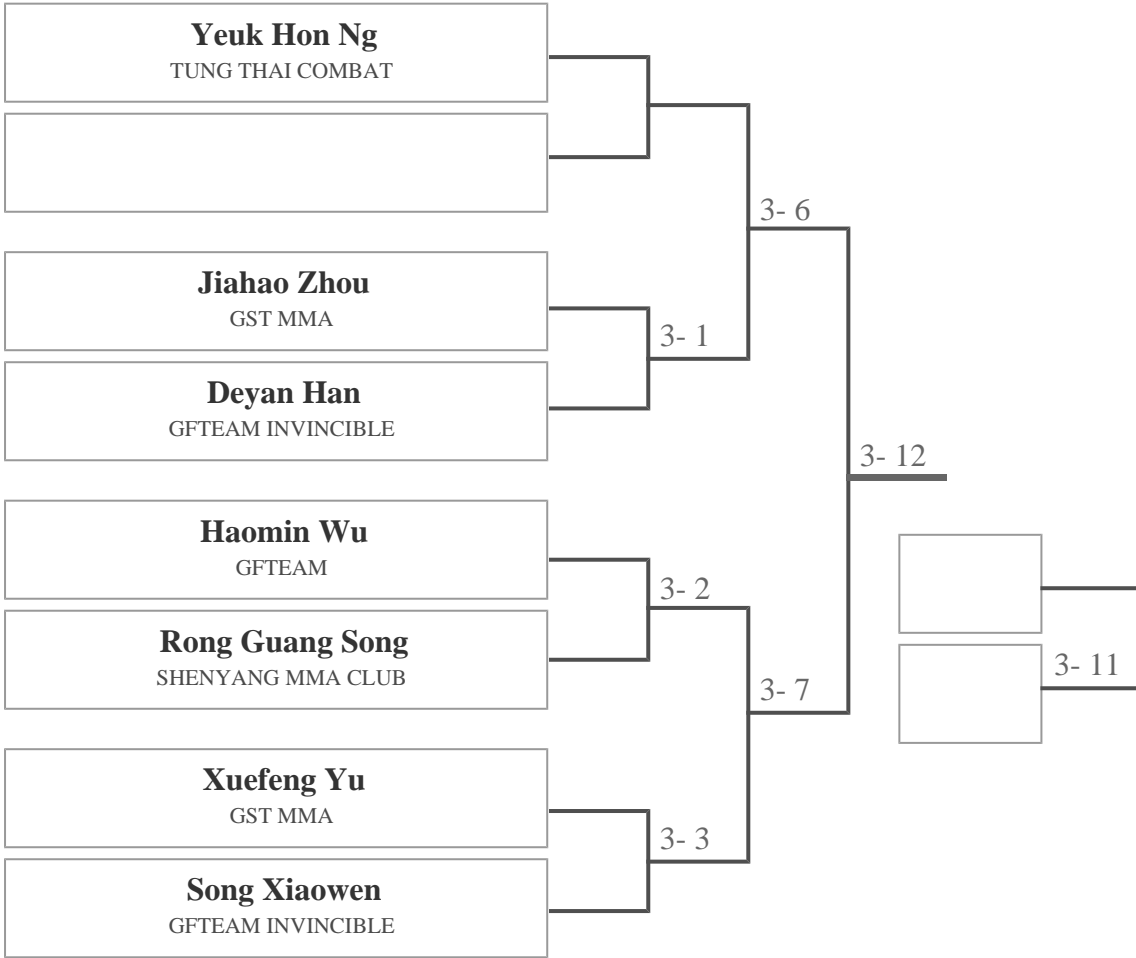 Yeuk Hon Ng
TUNG THAI COMBAT
3- 6
Jiahao Zhou
GST MMA
3- 1
Deyan Han
GFTEAM INVINCIBLE
3- 12
Haomin Wu
GFTEAM
3- 2
Rong Guang Song
SHENYANG MMA CLUB
3- 11
3- 7
Xuefeng Yu
GST MMA
3- 3
Song Xiaowen
GFTEAM INVINCIBLE